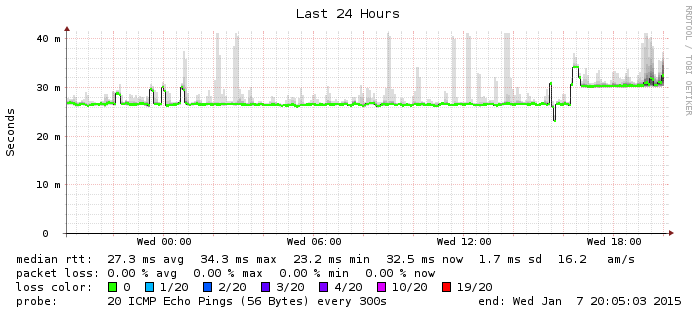 Last 24 Hours
RRDTOOL / TOBI OETIKER
Seconds
40 m
30 m
20 m
10 m
0
Wed 00:00 Wed 06:00 Wed 12:00 Wed 18:00
median rtt: 27.3 ms avg 34.3 ms max 23.2 ms min 32.5 ms now 1.7 ms sd 16.2 am/s
packet loss: 0.00 % avg 0.00 % max 0.00 % min 0.00 % now
loss color: 0 1/20 2/20 3/20 4/20 10/20 19/20
probe: 20 ICMP Echo Pings (56 Bytes) every 300s end: Wed Jan 7 20:05:03 2015